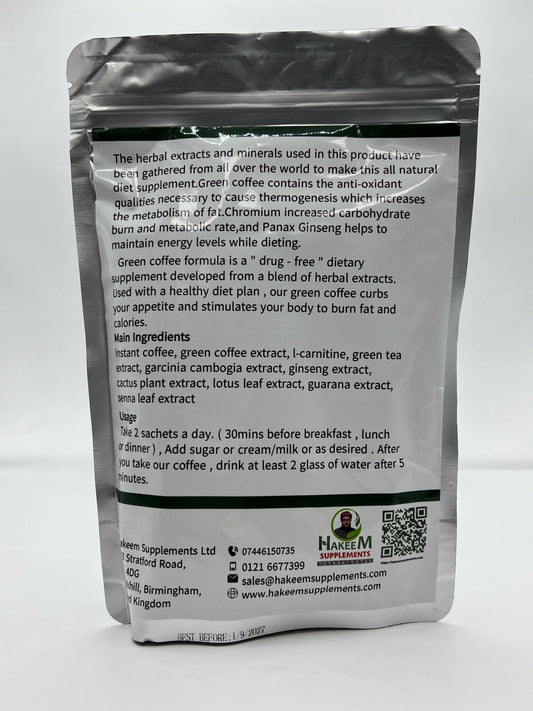 The herbal extracts and minerals used in this product have
been gathered from all over the world to make this all natural
diet supplement.Green coffee contains the anti-oxidant
qualities necessary to cause thermogenesis which increases
the metabolism of fat.Chromium increased carbohydrate
burn and metabolic rate,and Panax Ginseng helps to
maintain energy levels while dieting.
Green coffee formula is a " drug - free " dietary
supplement developed from a blend of herbal extracts.
Used with a healthy diet plan , our green coffee curbs
your appetite and stimulates your body to burn fat and
calories.
Main Ingredients
Instant coffee, green coffee extract, l-carnitine, green tea
extract, garcinia cambogia extract, ginseng extract,
cactus plant extract, lotus leaf extract, guarana extract,
senna leaf extract
Usage
Take 2 sachets a day. ( 30mins before breakfast , lunch
or dinner ) , Add sugar or cream/milk or as desired . After
you take our coffee , drink at least 2 glass of water after 5
minutes.
HAKEEM
SUPPLEMENTS
akeem Supplements Ltd
3 Stratford Road,
4DG
hill, Birmingham,
d Kingdom
07446150735
0121 6677399
sales@hakeemsupplements.com
www.hakeemsupplements.com
BEST BEFORE:1/9/2027